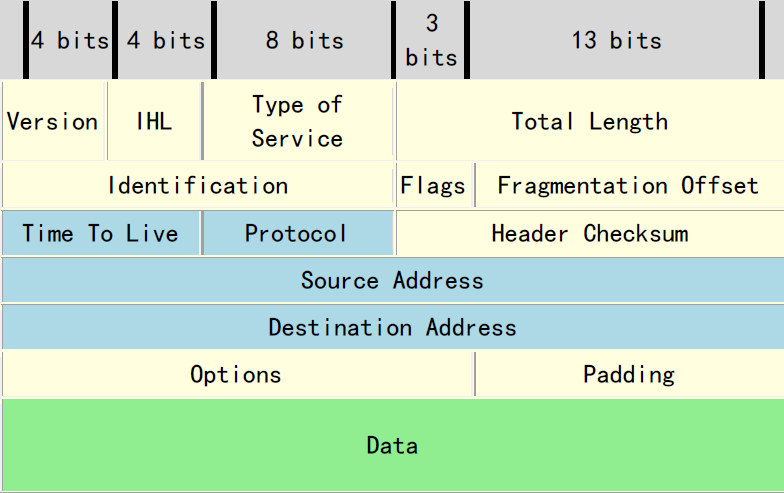 4 bits 4 bits 8 bits 3 bits 13 bits
Version IHL Type of Service Total Length
Identification Flags Fragmentation Offset
Time To Live Protocol Header Checksum
Source Address
Destination Address
Options Padding
Data